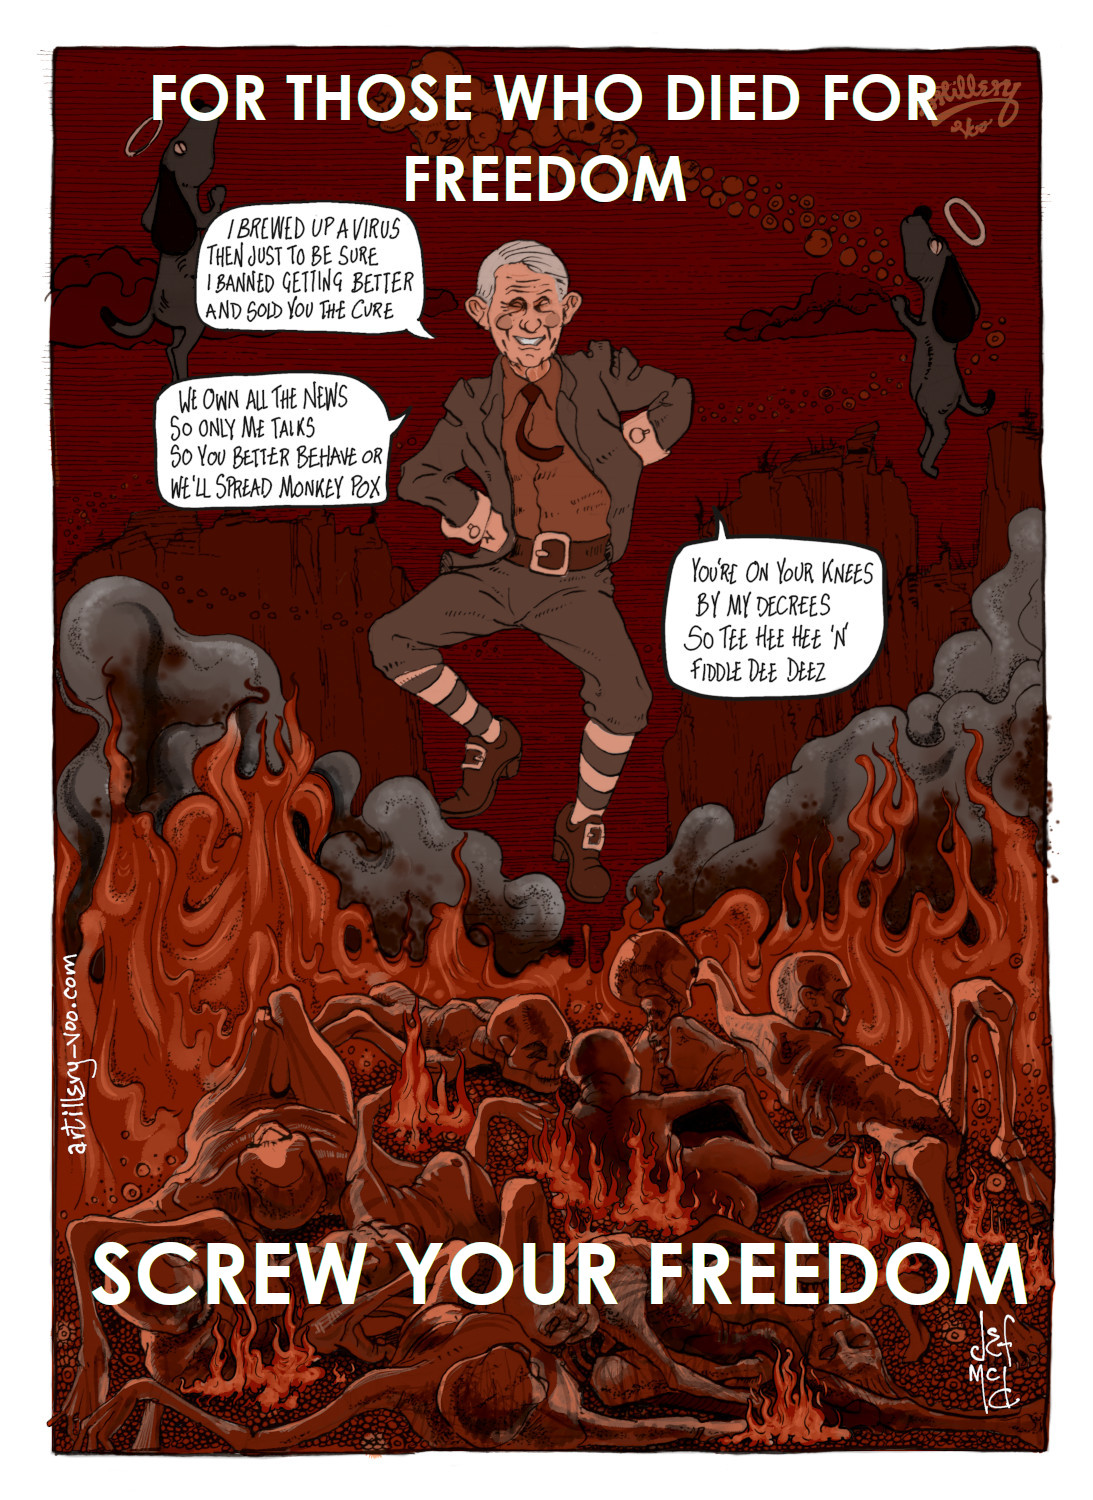 FOR THOSE WHO DIED FOR
FREEDOM
I BREWED UP A VIRUS
THEN JUST TO BE SURE
I BANNED GETTING BETTER
AND SOLD YOU THE CURE
WE OWN ALL THE NEWS
SO ONLY ME TALKS
SO YOU BETTER BEHAVE OR
WE'LL SPREAD MONKEY POX
YOU'RE ON YOUR KNEES
BY MY DECREES
SO TEE HEE HEE 'N'
FIDDLE DEE DEEZ
artillery-voo.com
SCREW YOUR FREEDOM